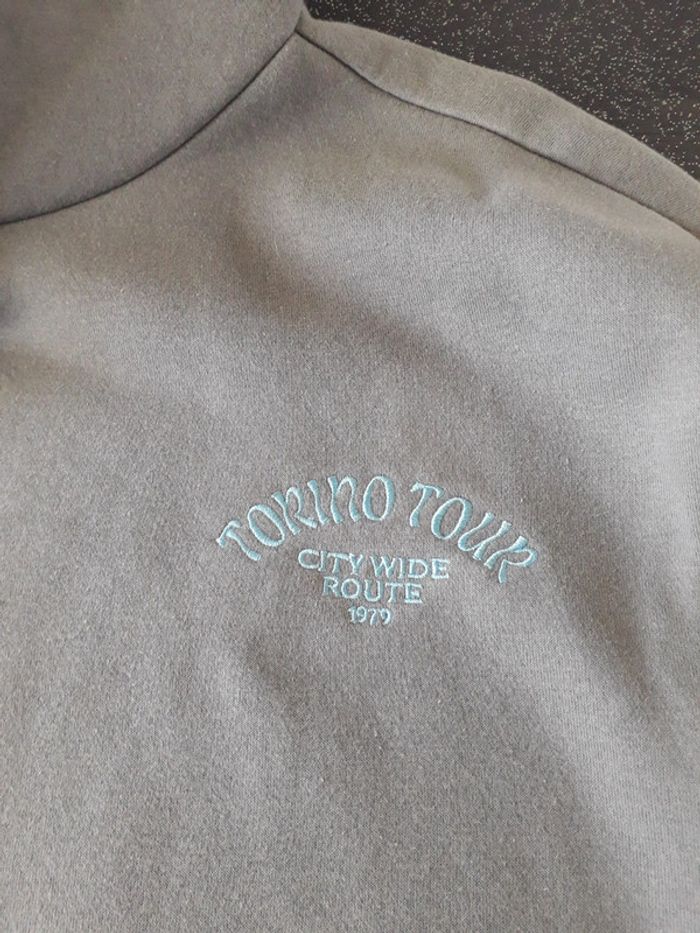 TORINO TOUR
CITY WIDE
ROUTE
1979